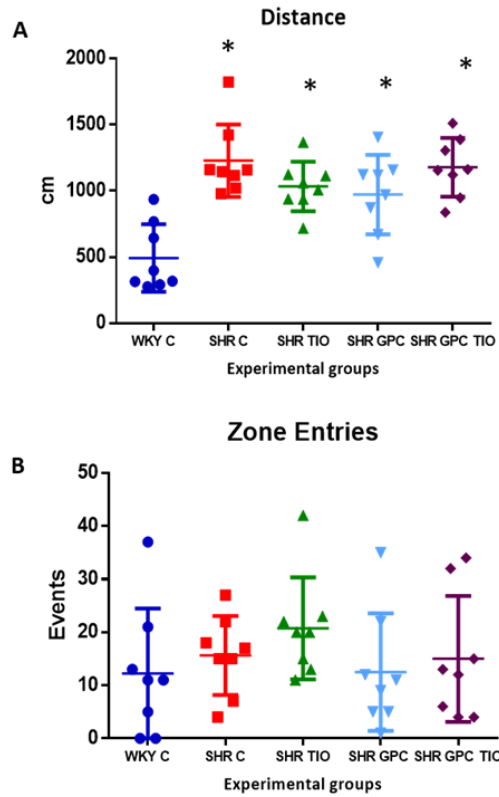 A
Distance
* * * *
cm
2000
1500
1000
500
0
WKY C SHR C SHR TIO SHR GPC SHR GPC TIO
Experimental groups
B
Zone Entries
Events
50
40
30
20
10
0
WKY C SHR C SHR TIO SHR GPC SHR GPC TIO
Experimental groups